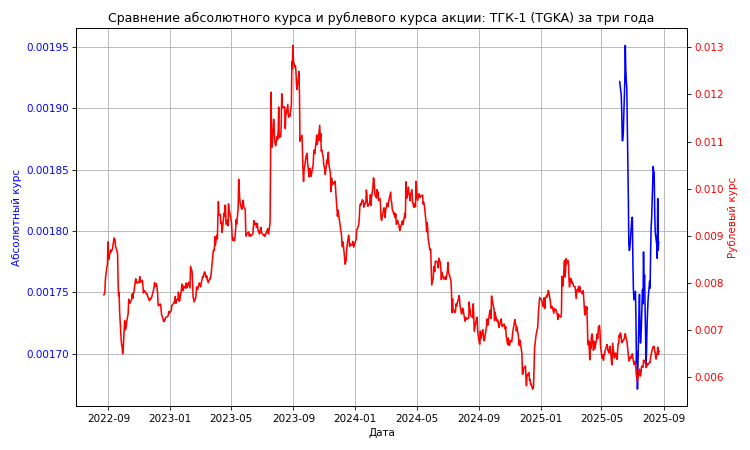 Сравнение абсолютного курса и рублевого курса акции: ТГК-1 (TGKA) за три года
0.00195
0.00190
0.00185
0.00180
0.00175
0.00170
Абсолютный курс
0.013
0.012
0.011
0.010
0.009
0.008
0.007
0.006
Рублевый курс
2022-09 2023-01 2023-05 2023-09 2024-01 2024-05 2024-09 2025-01 2025-05 2025-09
Дата